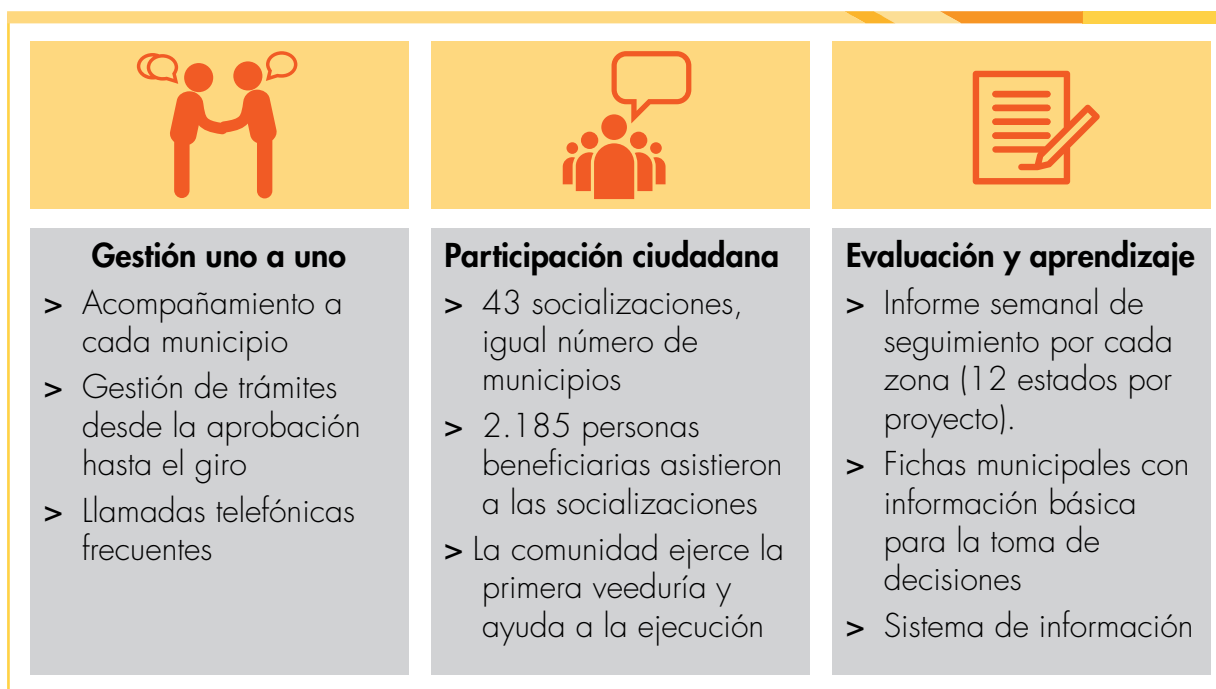 Gestión uno a uno
> Acompañamiento a
cada municipio
> Gestión de trámites
desde la aprobación
hasta el giro
> Llamadas telefónicas
frecuentes
Participación ciudadana
> 43 socializaciones,
igual número de
municipios
> 2.185 personas
beneficiarias asistieron
a las socializaciones
> La comunidad ejerce la
primera veeduría y
ayuda a la ejecución
Evaluación y aprendizaje
> Informe semanal de
seguimiento por cada
zona (12 estados por
proyecto).
> Fichas municipales con
información básica
para la toma de
decisiones
> Sistema de información